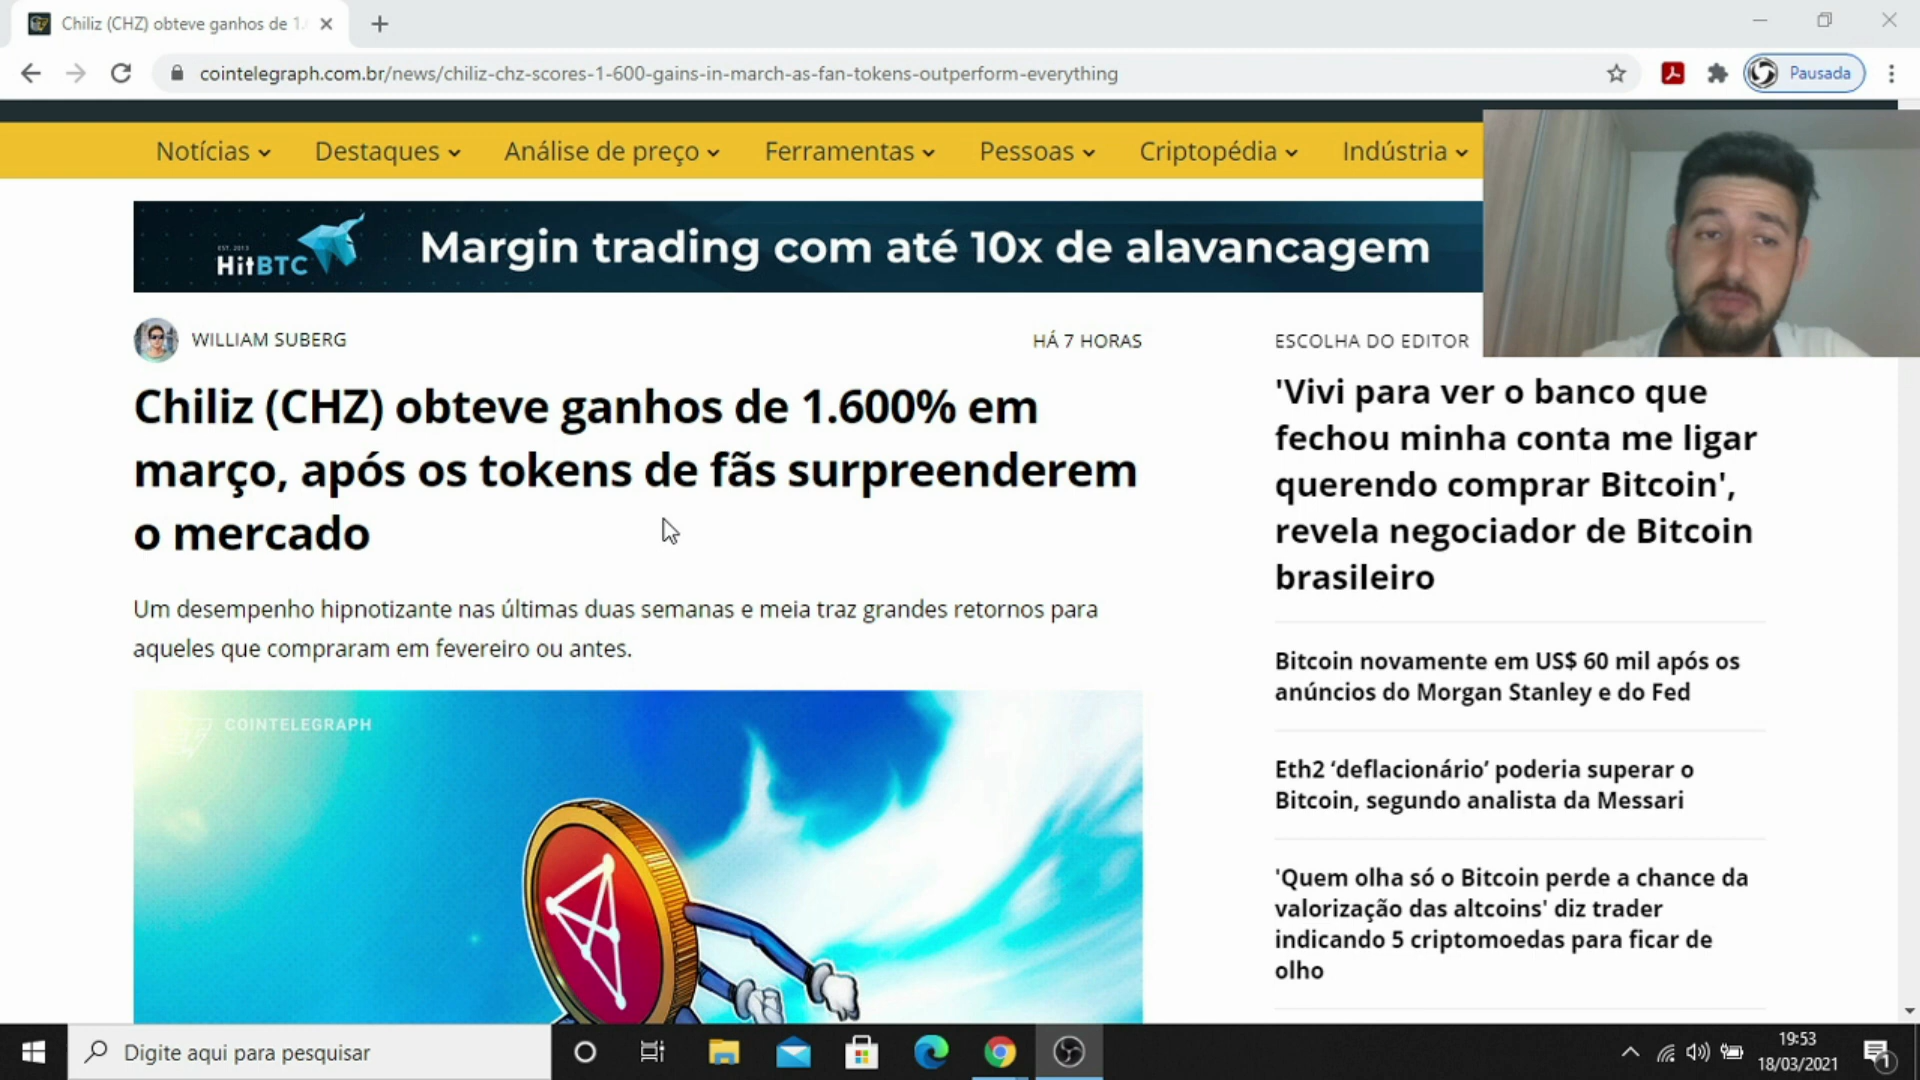 Chiliz (CHZ) obteve ganhos de 1.
cointelegraph.com.br/news/chiliz-chz-scores-1-600-gains-in-march-as-fan-tokens-outperform-everything
Pausada
Notícias
Destaques
Análise de preço
Ferramentas
Pessoas
Criptopédia
Indústria
EST. 2013
HitBTC
Margin trading com até 10x de alavancagem
WILLIAM SUBERG
HÁ 7 HORAS
Chiliz (CHZ) obteve ganhos de 1.600% em
março, após os tokens de fãs surpreenderem
o mercado
Um desempenho hipnotizante nas últimas duas semanas e meia traz grandes retornos para
aqueles que compraram em fevereiro ou antes.
COINTELEGRAPH
ESCOLHA DO EDITOR
'Vivi para ver o banco que
fechou minha conta me ligar
querendo comprar Bitcoin',
revela negociador de Bitcoin
brasileiro
Bitcoin novamente em US$ 60 mil após os
anúncios do Morgan Stanley e do Fed
Eth2 ‘deflacionário’ poderia superar o
Bitcoin, segundo analista da Messari
'Quem olha só o Bitcoin perde a chance da
valorização das altcoins' diz trader
indicando 5 criptomoedas para ficar de
olho
Digite aqui para pesquisar
19:53
18/03/2021
1